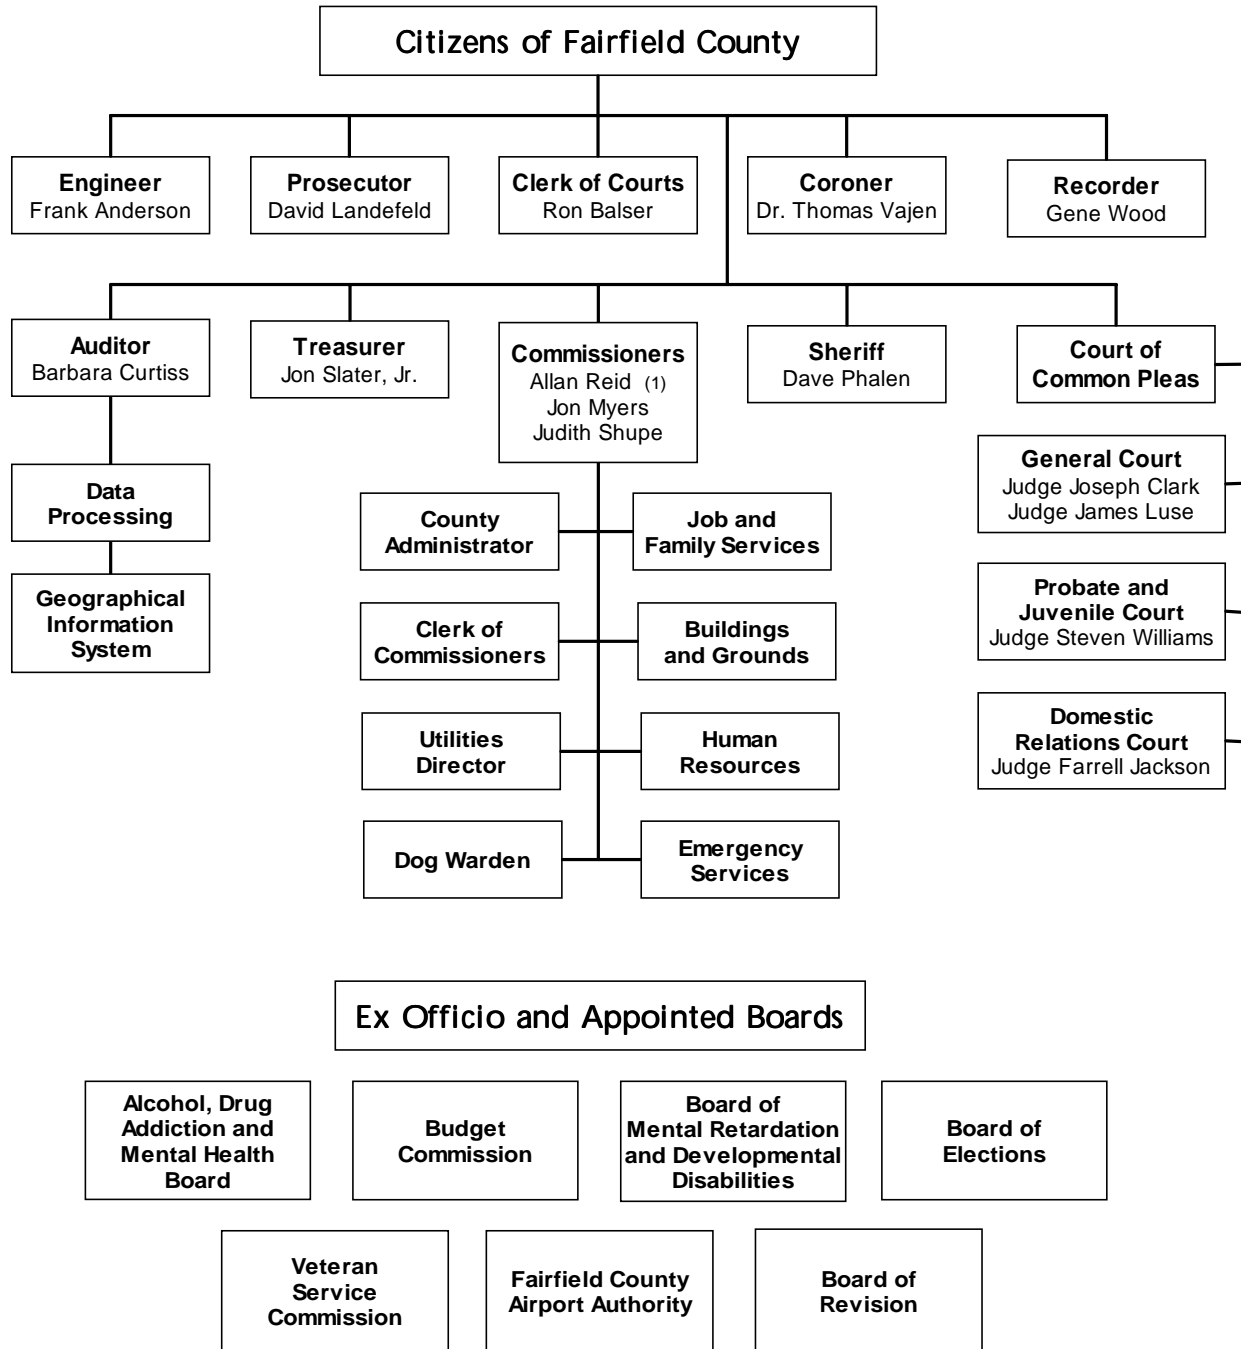 Citizens of Fairfield County
Engineer
Frank Anderson
Prosecutor
David Landefeld
Clerk of Courts
Ron Balser
Coroner
Dr. Thomas Vajen
Recorder
Gene Wood
Auditor
Barbara Curtiss
Treasurer
Jon Slater, Jr.
Commissioners
Allan Reid (1)
Jon Myers
Judith Shupe
Sheriff
Dave Phalen
Court of
Common Pleas
Data
Processing
Geographical
Information
System
County
Administrator
Job and
Family Services
Clerk of
Commissioners
Buildings
and Grounds
Utilities
Director
Human
Resources
Dog Warden
Emergency
Services
General Court
Judge Joseph Clark
Judge James Luse
Probate and
Juvenile Court
Judge Steven Williams
Domestic
Relations Court
Judge Farrell Jackson
Ex Officio and Appointed Boards
Alcohol, Drug
Addiction and
Mental Health
Board
Budget
Commission
Board of
Mental Retardation
and Developmental
Disabilities
Board of
Elections
Veteran
Service
Commission
Fairfield County
Airport Authority
Board of
Revision